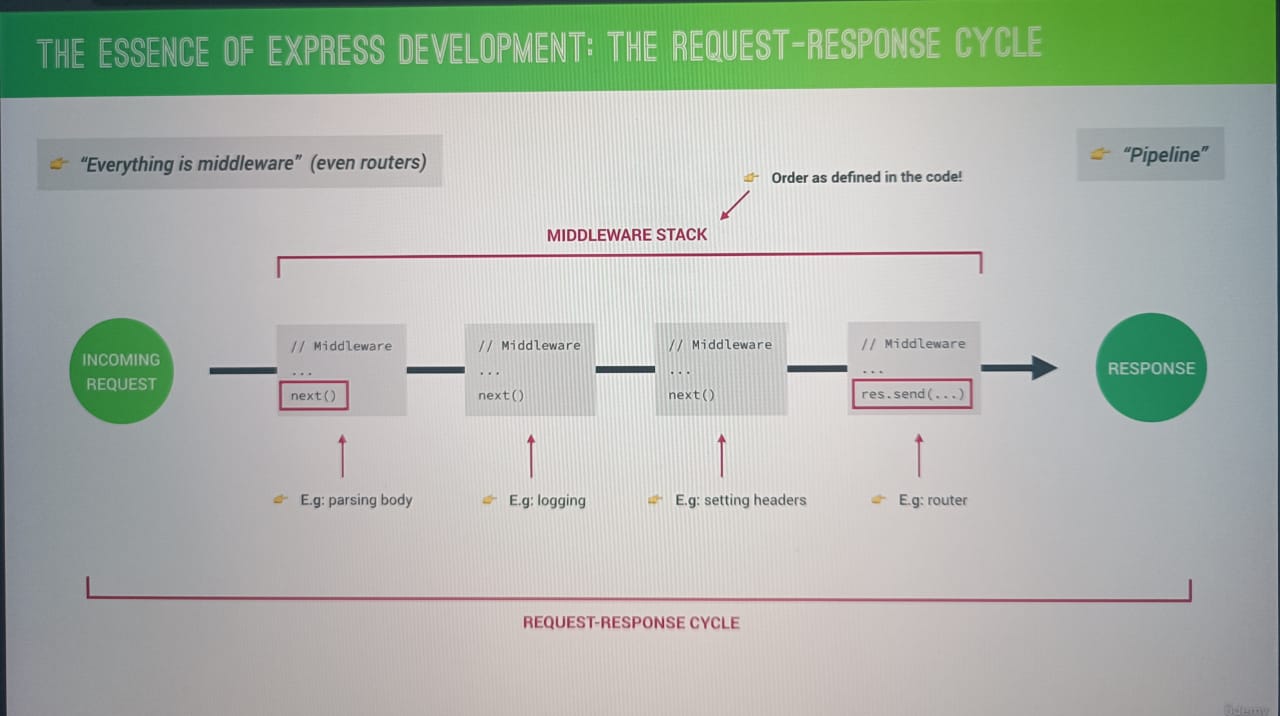 THE ESSENCE OF EXPRESS DEVELOPMENT: THE REQUEST-RESPONSE CYCLE
👉 “Everything is middleware” (even routers)
👉 “Pipeline”
👉 Order as defined in the code!
MIDDLEWARE STACK
INCOMING
REQUEST
// Middleware
...
next()
// Middleware
...
next()
// Middleware
...
next()
// Middleware
...
res.send(...)
RESPONSE
👉 E.g: parsing body
👉 E.g: logging
👉 E.g: setting headers
👉 E.g: router
REQUEST-RESPONSE CYCLE
Udemy